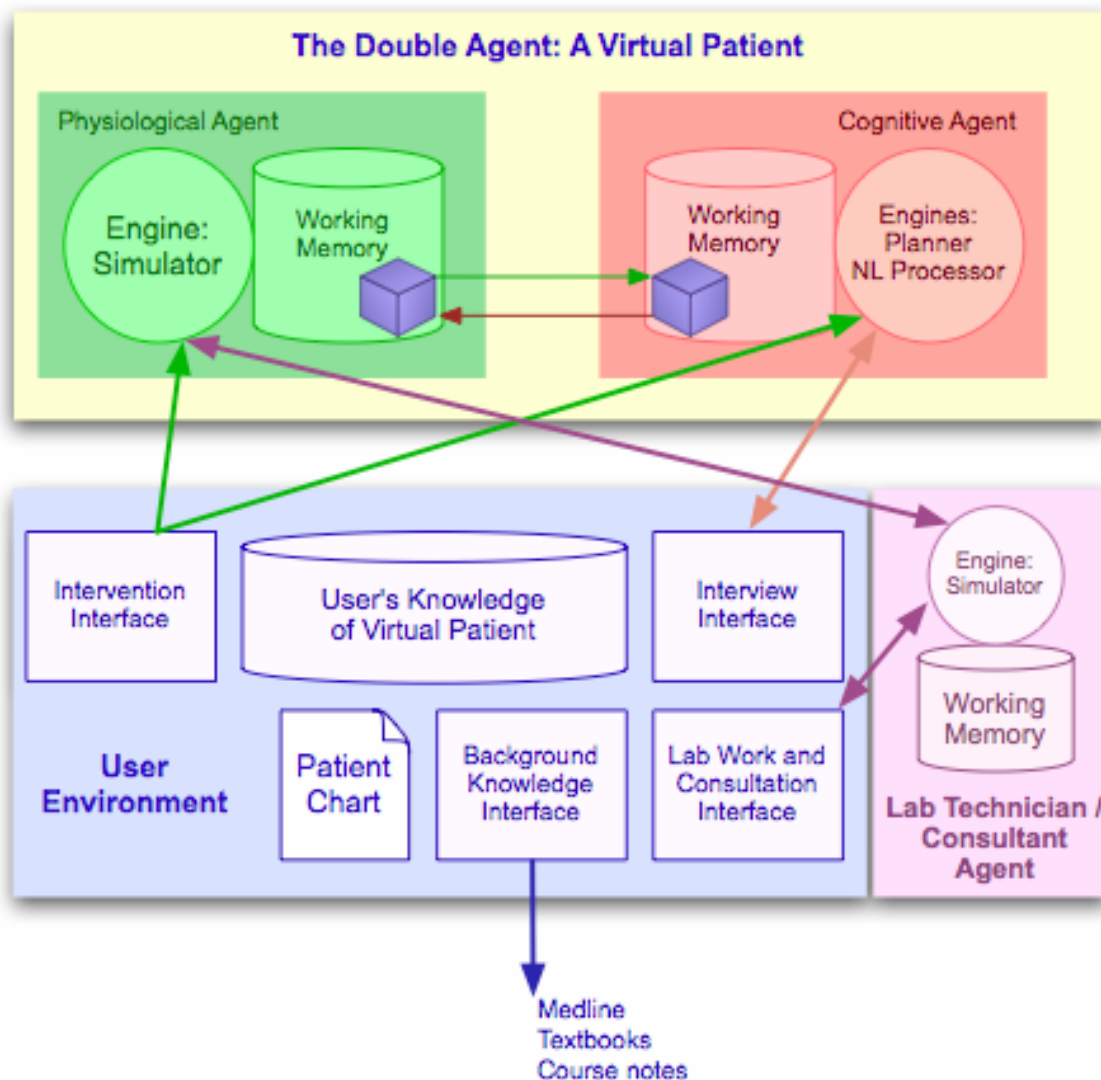 The Double Agent: A Virtual Patient
Physiological Agent
Engine:
Simulator
Working
Memory
Cognitive Agent
Working
Memory
Engines:
Planner
NL Processor
Intervention
Interface
User's Knowledge
of Virtual Patient
Interview
Interface
User
Environment
Patient
Chart
Background
Knowledge
Interface
Lab Work and
Consultation
Interface
Engine:
Simulator
Working
Memory
Lab Technician /
Consultant
Agent
Medline
Textbooks
Course notes